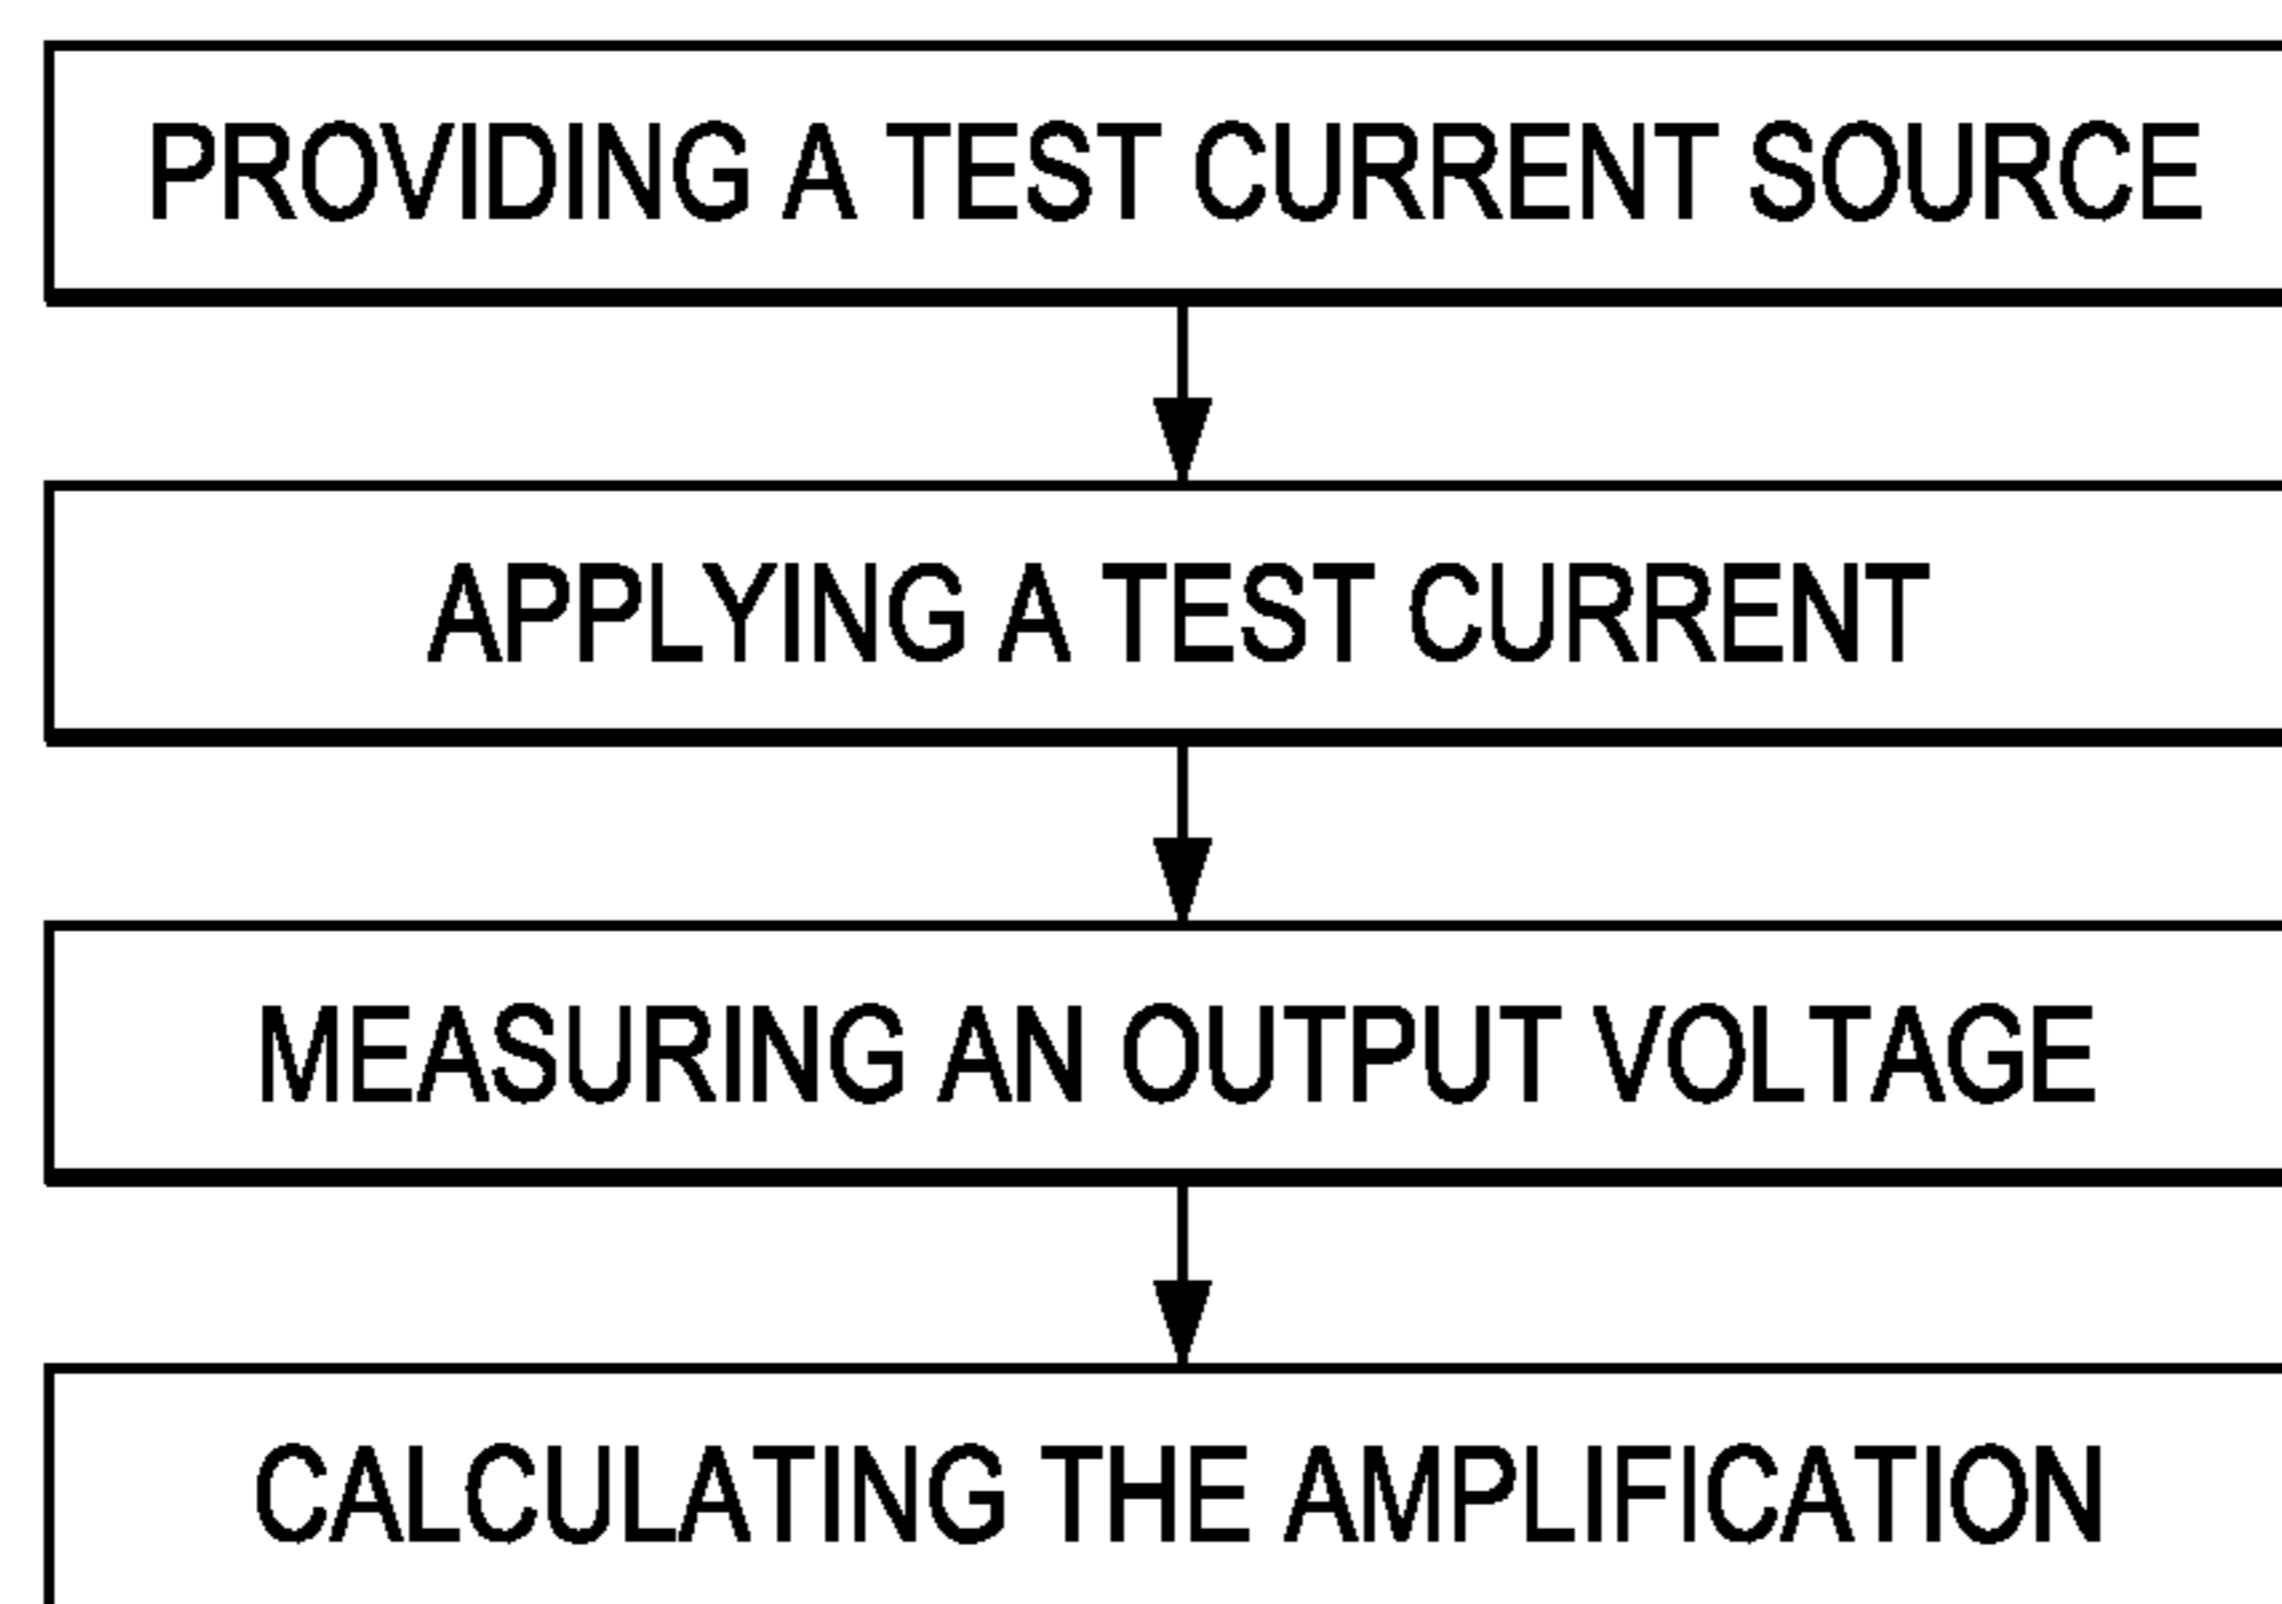 PROVIDING A TEST CURRENT SOURCE
APPLYING A TEST CURRENT
MEASURING AN OUTPUT VOLTAGE
CALCULATING THE AMPLIFICATION